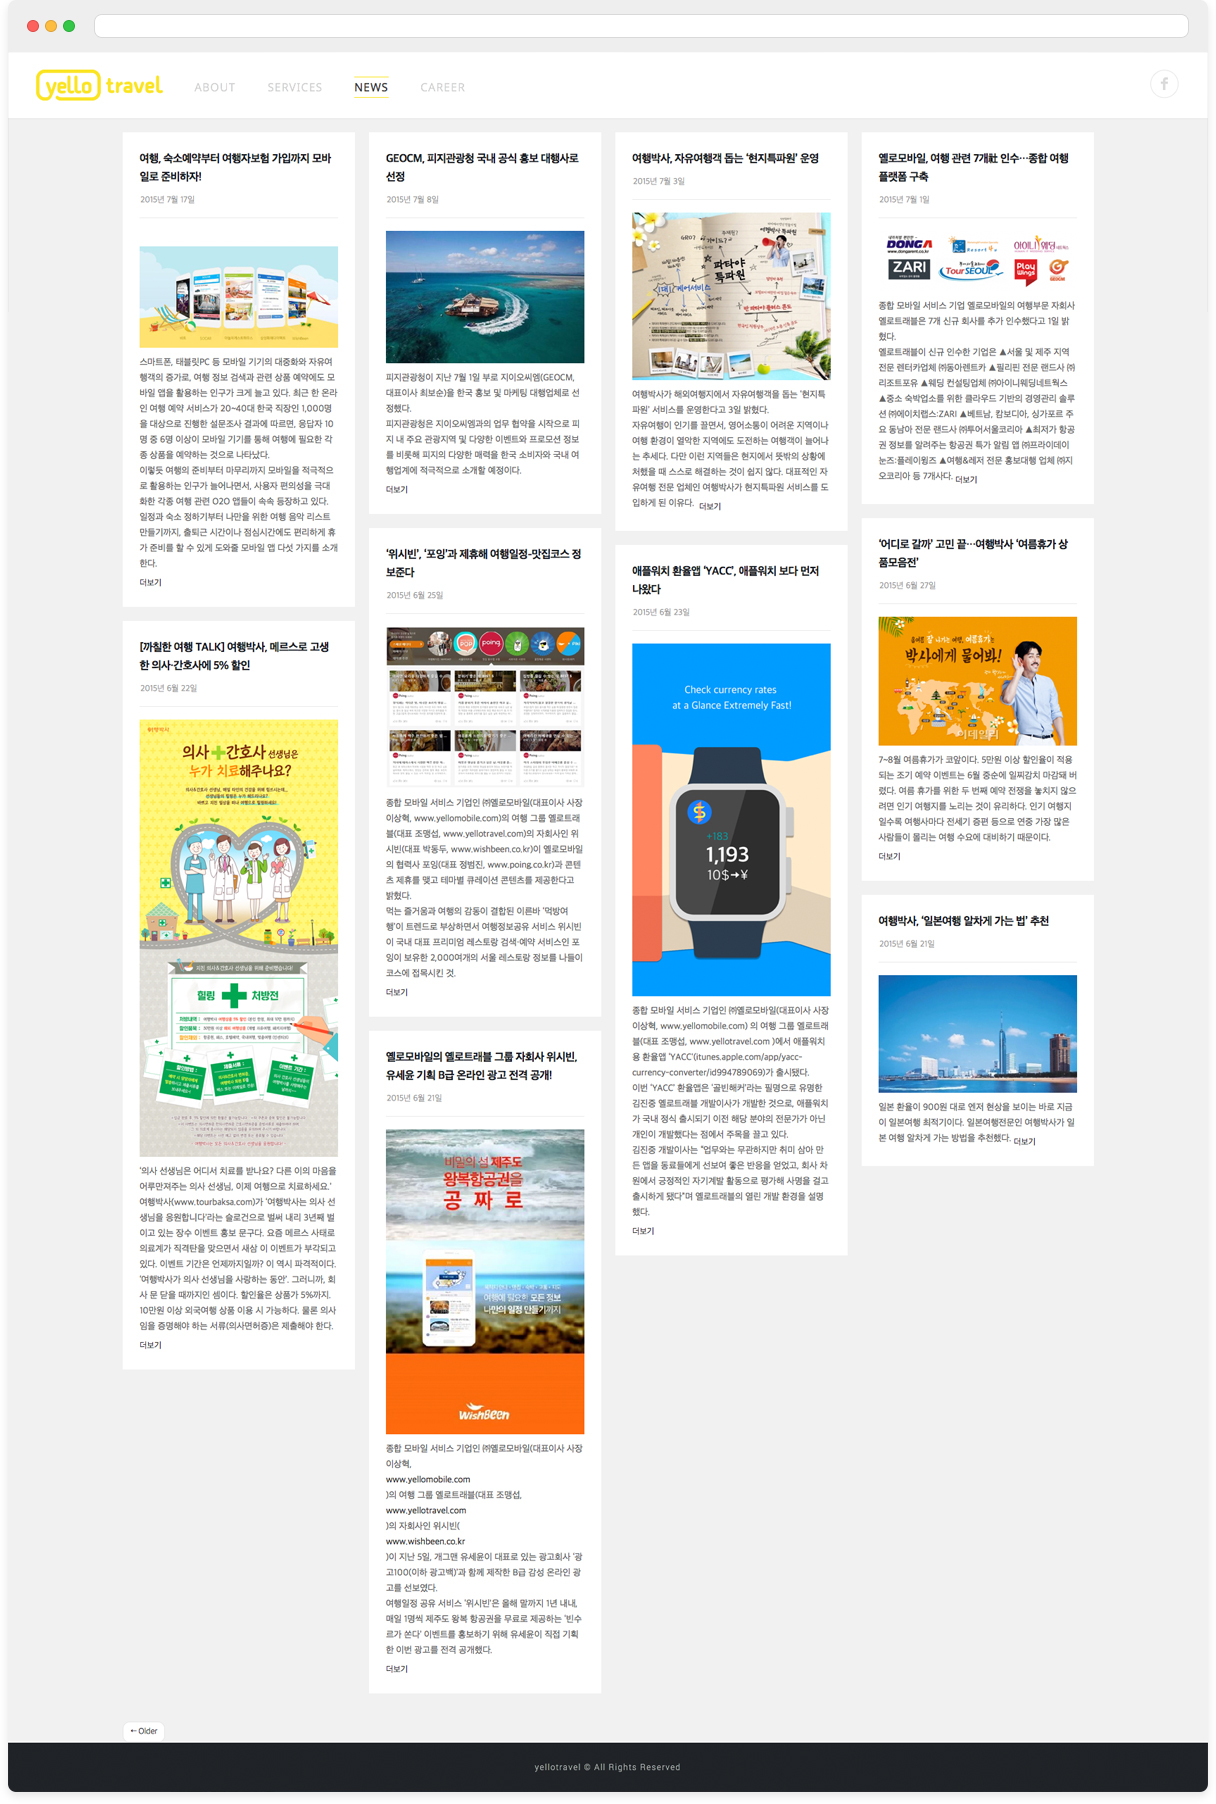 yello travel
ABOUT
SERVICES
NEWS
CAREER
여행, 숙소예약부터 여행자보험 가입까지 모바
일로 준비하자!
2015년 7월 17일
스마트폰, 태블릿PC 등 모바일 기기의 대중화와 자유여
행객의 증가로, 여행 정보 검색과 관련 상품 예약에도 모
바일 앱을 활용하는 인구가 크게 늘고 있다. 최근 한 온라
인 여행 예약 서비스가 20~40대 한국 직장인 1,000명
을 대상으로 진행한 설문조사 결과에 따르면, 응답자 10
명 중 6명 이상이 모바일 기기를 통해 여행에 필요한 각
종 상품을 예약하는 것으로 나타났다.
이렇듯 여행의 준비부터 마무리까지 모바일을 적극적으
로 활용하는 인구가 늘어나면서, 사용자 편의성을 극대
화한 각종 여행 관련 O2O 앱들이 속속 등장하고 있다.
일정과 숙소 정하기부터 나만을 위한 여행 음악 리스트
만들기까지, 출퇴근 시간이나 점심시간에도 편리하게 휴
가 준비를 할 수 있게 도와줄 모바일 앱 다섯 가지를 소개
한다.
더보기
[까칠한 여행 TALK] 여행박사, 메르스로 고생
한 의사·간호사에 5% 할인
2015년 6월 22일
의사+간호사 선생님은
누가 치료해주나요?
지친 의사&간호사 선생님을 위해 준비했습니다!
힐링 처방전
'의사 선생님은 어디서 치료를 받나요? 다른 이의 마음을
어루만져주는 의사 선생님, 이제 여행으로 치료하세요.'
여행박사(www.tourbaksa.com)가 '여행박사는 의사 선
생님을 응원합니다'라는 슬로건으로 벌써 내리 3년째 벌
이고 있는 장수 이벤트 홍보 문구다. 요즘 메르스 사태로
의료계가 직격탄을 맞으면서 새삼 이 이벤트가 부각되고
있다. 이벤트 기간은 언제까지일까? 이 역시 파격적이다.
'여행박사가 의사 선생님을 사랑하는 동안'. 그러니까, 회
사 문 닫을 때까지인 셈이다. 할인율은 상품가 5%까지.
10만원 이상 외국여행 상품 이용 시 가능하다. 물론 의사
임을 증명해야 하는 서류(의사면허증)은 제출해야 한다.
더보기
GEOCM, 피지관광청 국내 공식 홍보 대행사로
선정
2015년 7월 8일
피지관광청이 지난 7월 1일 부로 지이오씨엠(GEOCM,
대표이사 최보순)을 한국 홍보 및 마케팅 대행업체로 선
정했다.
피지관광청은 지이오씨엠과의 업무 협약을 시작으로 피
지 내 주요 관광지역 및 다양한 이벤트와 프로모션 정보
를 비롯해 피지의 다양한 매력을 한국 소비자와 국내 여
행업계에 적극적으로 소개할 예정이다.
더보기
'위시빈', '포잉'과 제휴해 여행일정-맛집코스 정
보준다
2015년 6월 25일
poing
종합 모바일 서비스 기업인 ㈜옐로모바일(대표이사 사장
이상혁, www.yellomobile.com)의 여행 그룹 옐로트래
블(대표 조맹섭, www.yellotravel.com)의 자회사인 위
시빈(대표 박동두, www.wishbeen.co.kr)이 옐로모바일
의 협력사 포잉(대표 정범진, www.poing.co.kr)과 콘텐
츠 제휴를 맺고 테마별 큐레이션 콘텐츠를 제공한다고
밝혔다.
먹는 즐거움과 여행의 감동이 결합된 이른바 '먹방여
행'이 트렌드로 부상하면서 여행정보공유 서비스 위시빈
이 국내 대표 프리미엄 레스토랑 검색·예약 서비스인 포
잉이 보유한 2,000여개의 서울 레스토랑 정보를 나들이
코스에 접목시킨 것.
더보기
옐로모바일의 옐로트래블 그룹 자회사 위시빈,
유세윤 기획 B급 온라인 광고 전격 공개!
2015년 6월 21일
비밀의 섬 제주도
왕복항공권을
공 짜 로
여행에 필요한 모든 정보
나만의 일정 만들기까지
WishBeen
종합 모바일 서비스 기업인 ㈜옐로모바일(대표이사 사장
이상혁,
www.yellomobile.com
)의 여행 그룹 옐로트래블(대표 조맹섭,
www.yellotravel.com
)의 자회사인 위시빈(
www.wishbeen.co.kr
)이 지난 5일, 개그맨 유세윤이 대표로 있는 광고회사 '광
고100(이하 광고백)'과 함께 제작한 B급 감성 온라인 광
고를 선보였다.
여행일정 공유 서비스 '위시빈'은 올해 말까지 1년 내내,
매일 1명씩 제주도 왕복 항공권을 무료로 제공하는 '빈수
르가 쏜다' 이벤트를 홍보하기 위해 유세윤이 직접 기획
한 이번 광고를 전격 공개했다.
더보기
여행박사, 자유여행객 돕는 '현지특파원' 운영
2015년 7월 3일
여행박사 특파원
파타야
특파원
여행박사가 해외여행지에서 자유여행객을 돕는 '현지특
파원' 서비스를 운영한다고 3일 밝혔다.
자유여행이 인기를 끌면서, 영어소통이 어려운 지역이나
여행 환경이 열악한 지역에도 도전하는 여행객이 늘어나
는 추세다. 다만 이런 지역들은 현지에서 뜻밖의 상황에
처했을 때 스스로 해결하는 것이 쉽지 않다. 대표적인 자
유여행 전문 업체인 여행박사가 현지특파원 서비스를 도
입하게 된 이유다. 더보기
애플워치 환율앱 'YACC', 애플워치 보다 먼저
나왔다
2015년 6월 23일
Check currency rates
at a Glance Extremely Fast!
+183
1,193
10$→¥
종합 모바일 서비스 기업인 ㈜옐로모바일(대표이사 사장
이상혁, www.yellomobile.com) 의 여행 그룹 옐로트래
블(대표 조맹섭, www.yellotravel.com )에서 애플워치
용 환율앱 'YACC'(itunes.apple.com/app/yacc-
currency-converter/id994789069)가 출시됐다.
이번 'YACC' 환율앱은 '골빈해커'라는 필명으로 유명한
김진중 옐로트래블 개발이사가 개발한 것으로, 애플워치
가 국내 정식 출시되기 이전 해당 분야의 전문가가 아닌
개인이 개발했다는 점에서 주목을 끌고 있다.
김진중 개발이사는 "업무와는 무관하지만 취미 삼아 만
든 앱을 동료들에게 선보여 좋은 반응을 얻었고, 회사 차
원에서 긍정적인 자기계발 활동으로 평가해 사명을 걸고
출시하게 됐다"며 옐로트래블의 열린 개발 환경을 설명
했다.
더보기
옐로모바일, 여행 관련 7개社 인수…종합 여행
플랫폼 구축
2015년 7월 1일
DONGA
www.dongarent.co.kr
Resort
아이니웨딩
ZARI
TourSEOUL
Play
Wings
GEOCM
종합 모바일 서비스 기업 옐로모바일의 여행부문 자회사
옐로트래블은 7개 신규 회사를 추가 인수했다고 1일 밝
혔다.
옐로트래블이 신규 인수한 기업은 ▲서울 및 제주 지역
전문 렌터카업체 ㈜동아렌트카 ▲필리핀 전문 랜드사 ㈜
리조트포유 ▲웨딩 컨설팅업체 ㈜아이니웨딩네트웍스
▲중소 숙박업소를 위한 클라우드 기반의 경영관리 솔루
션 ㈜에이치랩스:ZARI ▲베트남, 캄보디아, 싱가포르 주
요 동남아 전문 랜드사 ㈜투어서울코리아 ▲최저가 항공
권 정보를 알려주는 항공권 특가 알림 앱 ㈜프라이데이
눈즈:플레이윙즈 ▲여행&레저 전문 홍보대행 업체 ㈜지
오코리아 등 7개사다. 더보기
'어디로 갈까' 고민 끝…여행박사 '여름휴가 상
품모음전'
2015년 6월 27일
올여름 잘 나가는 여행, 여름휴가는
박사에게 물어봐!
이데일리
7~8월 여름휴가가 코앞이다. 5만원 이상 할인율이 적용
되는 조기 예약 이벤트는 6월 중순에 일찌감치 마감돼 버
렸다. 여름 휴가를 위한 두 번째 예약 전쟁을 놓치지 않으
려면 인기 여행지를 노리는 것이 유리하다. 인기 여행지
일수록 여행사마다 전세기 증편 등으로 연중 가장 많은
사람들이 몰리는 여행 수요에 대비하기 때문이다.
더보기
여행박사, '일본여행 알차게 가는 법' 추천
2015년 6월 21일
일본 환율이 900원 대로 엔저 현상을 보이는 바로 지금
이 일본여행 최적기이다. 일본여행전문인 여행박사가 일
본 여행 알차게 가는 방법을 추천했다. 더보기
← Older
yellotravel © All Rights Reserved